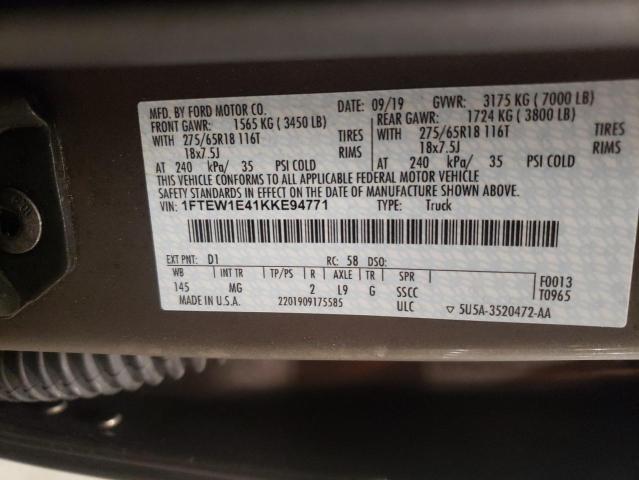 MFD. BY FORD MOTOR CO. DATE: 09/19 GVWR: 3175 KG ( 7000 LB)
FRONT GAWR: 1565 KG ( 3450 LB) REAR GAWR: 1724 KG ( 3800 LB)
WITH 275/65R18 116T TIRES 275/65R18 116T TIRES
18x7.5J RIMS WITH 18x7.5J RIMS
AT 240 kPa/ 35 PSI COLD AT 240 kPa/ 35 PSI COLD
THIS VEHICLE CONFORMS TO ALL APPLICABLE FEDERAL MOTOR VEHICLE
SAFETY STANDARDS IN EFFECT ON THE DATE OF MANUFACTURE SHOWN ABOVE.
VIN: 1FTEW1E41KKE94771 TYPE: Truck
EXT PNT: D1 RC: 58 DSO:
WB INT TR TP/PS R AXLE TR SPR F0013
145 MG 2 L9 G SSCC T0965
MADE IN U.S.A. 2201909175585 ULC ▽ 5U5A-3520472-AA